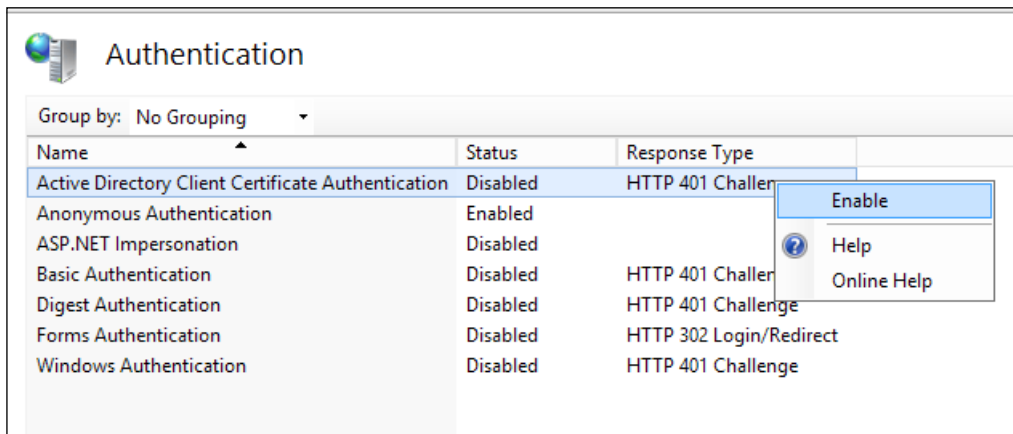 Authentication
Group by: No Grouping
Name Status Response Type
Active Directory Client Certificate Authentication Disabled HTTP 401
Enable
Anonymous Authentication Enabled
ASP.NET Impersonation Disabled
Help
Basic Authentication Disabled HTTP 401
Online Help
Digest Authentication Disabled HTTP 401 Challenge
Forms Authentication Disabled HTTP 302 Login/Redirect
Windows Authentication Disabled HTTP 401 Challenge